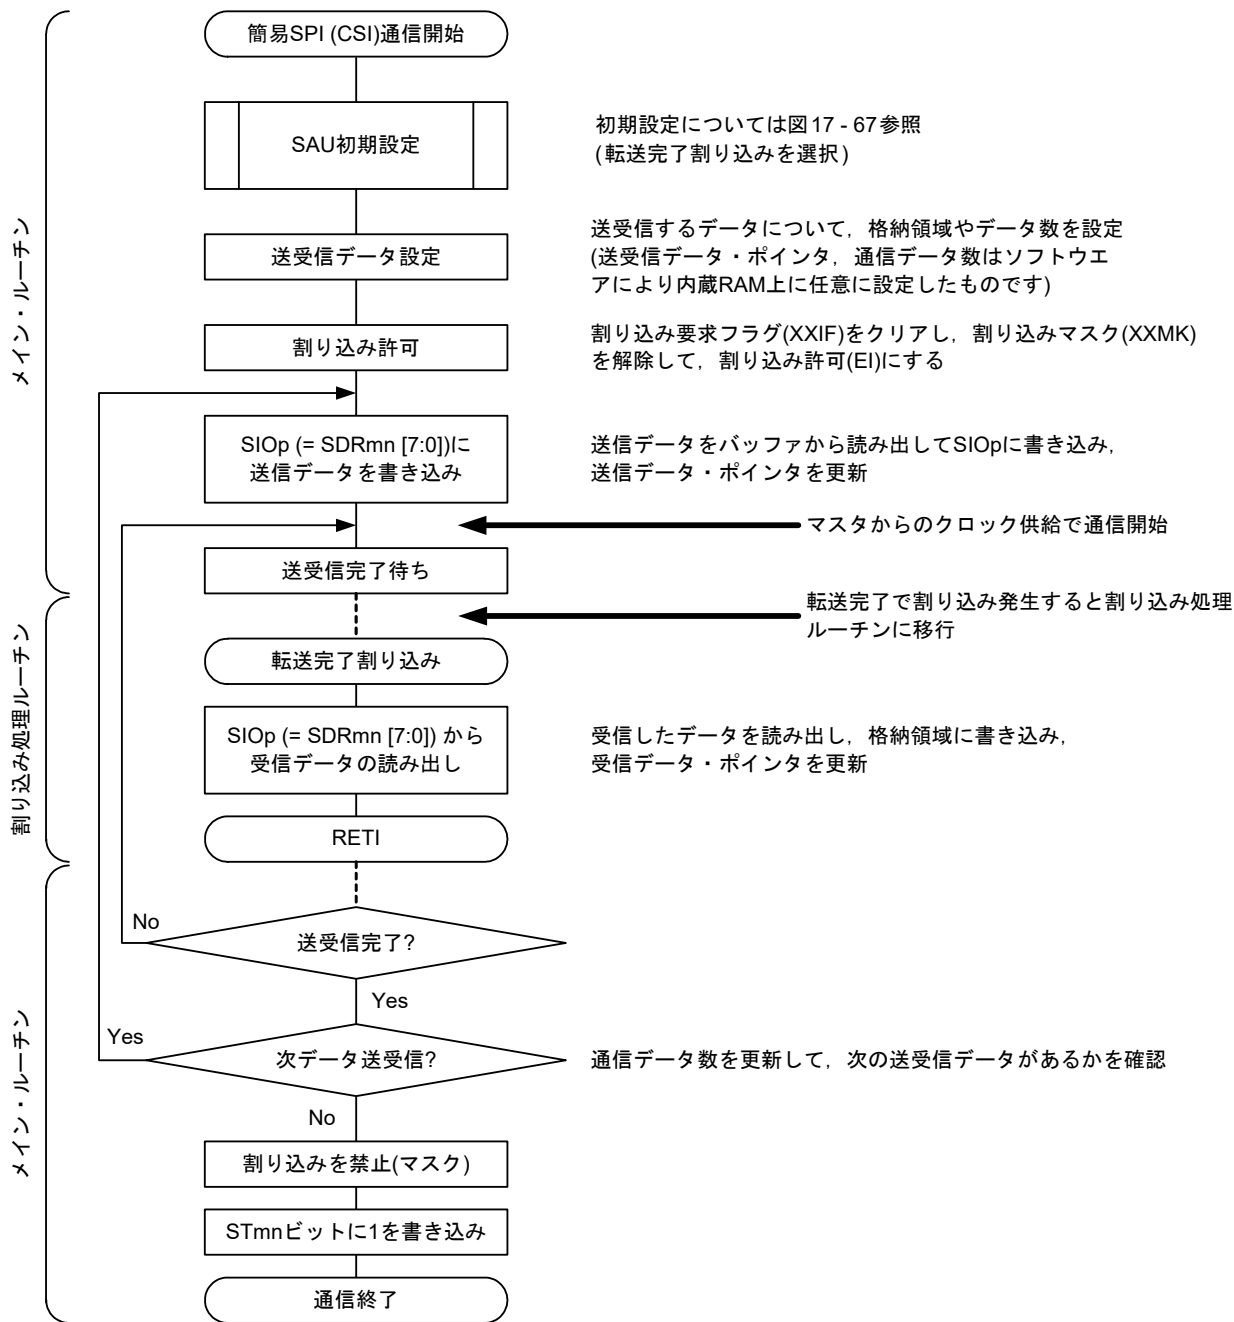 簡易SPI (CSI)通信開始
SAU初期設定
初期設定については図17 - 67参照
(転送完了割り込みを選択)
送受信データ設定
送受信するデータについて，格納領域やデータ数を設定
(送受信データ・ポインタ，通信データ数はソフトウエ
アにより内蔵RAM上に任意に設定したものです)
割り込み許可
割り込み要求フラグ(XXIF)をクリアし，割り込みマスク(XXMK)
を解除して，割り込み許可(EI)にする
メイン・ルーチン
SIOp (= SDRmn [7:0])に
送信データを書き込み
送信データをバッファから読み出してSIOpに書き込み，
送信データ・ポインタを更新
マスタからのクロック供給で通信開始
送受信完了待ち
転送完了で割り込み発生すると割り込み処理
ルーチンに移行
転送完了割り込み
割り込み処理ルーチン
SIOp (= SDRmn [7:0]) から
受信データの読み出し
受信したデータを読み出し，格納領域に書き込み，
受信データ・ポインタを更新
RETI
No
送受信完了?
Yes
Yes
次データ送受信?
通信データ数を更新して，次の送受信データがあるかを確認
No
メイン・ルーチン
割り込みを禁止(マスク)
STmnビットに1を書き込み
通信終了